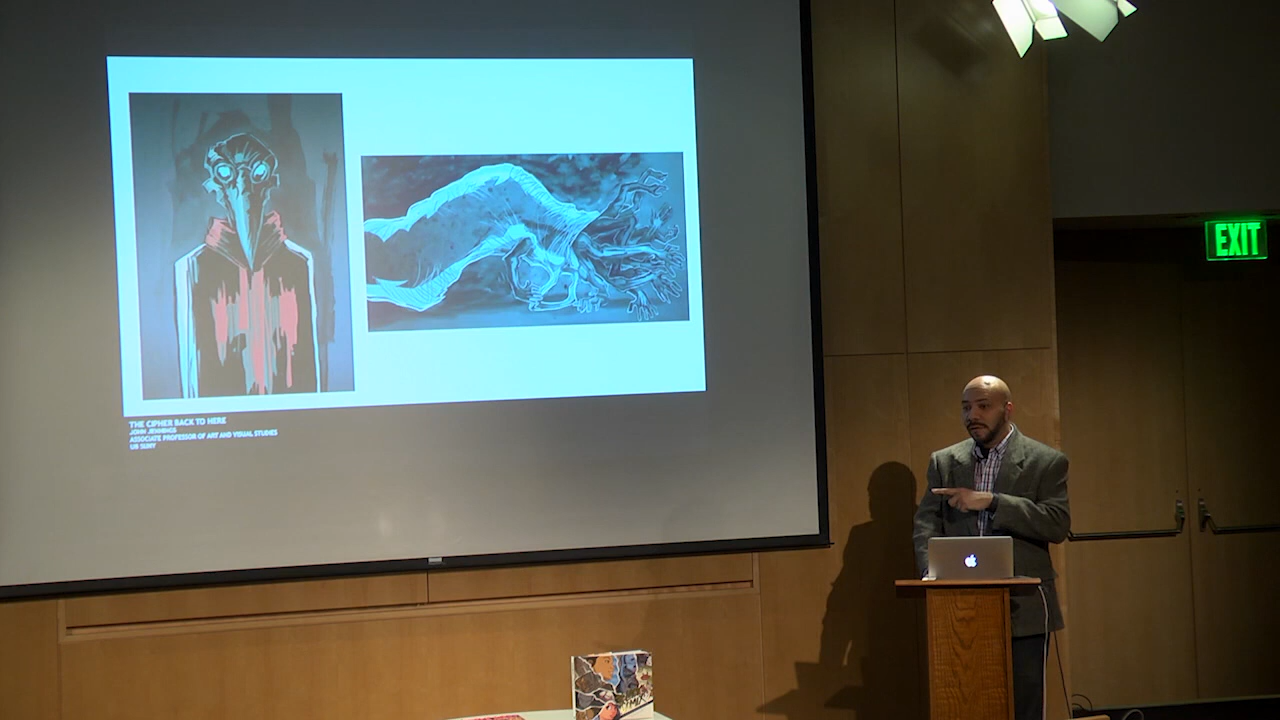 THE CIPHER BACK TO HERE
JOHN JENNINGS
ASSOCIATE PROFESSOR OF ART AND VISUAL STUDIES
UB SUNY
EXIT